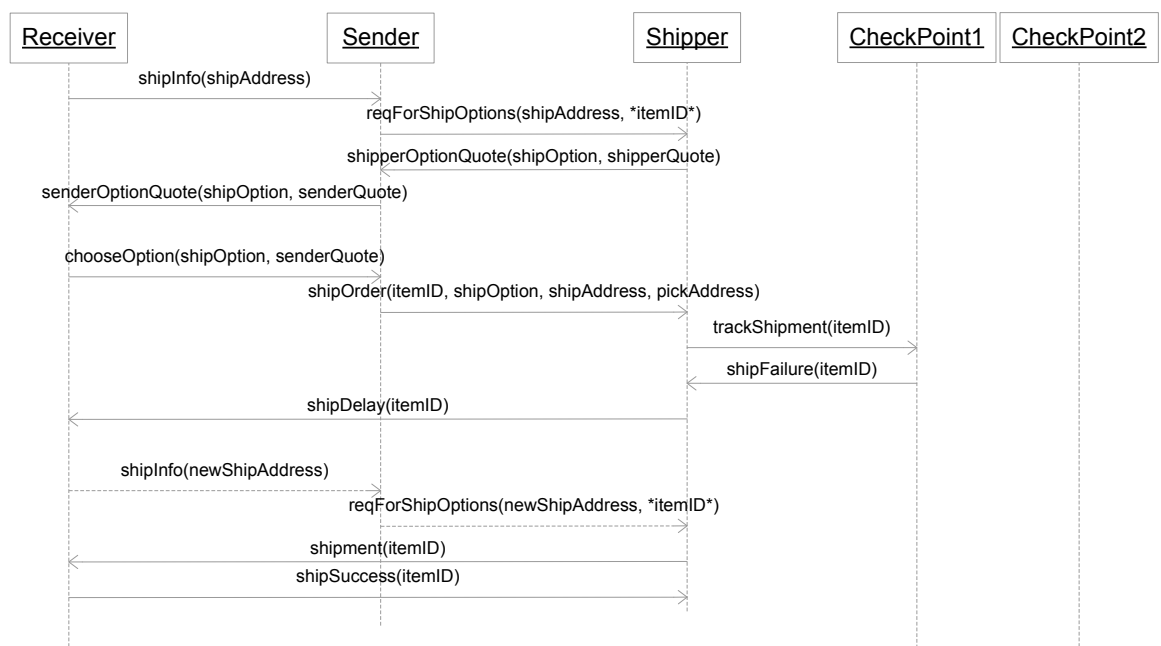 Receiver
Sender
Shipper
CheckPoint1
CheckPoint2
shipInfo(shipAddress)
reqForShipOptions(shipAddress, *itemID*)
shipperOptionQuote(shipOption, shipperQuote)
senderOptionQuote(shipOption, senderQuote)
chooseOption(shipOption, senderQuote)
shipOrder(itemID, shipOption, shipAddress, pickAddress)
trackShipment(itemID)
shipFailure(itemID)
shipDelay(itemID)
shipInfo(newShipAddress)
reqForShipOptions(newShipAddress, *itemID*)
shipment(itemID)
shipSuccess(itemID)